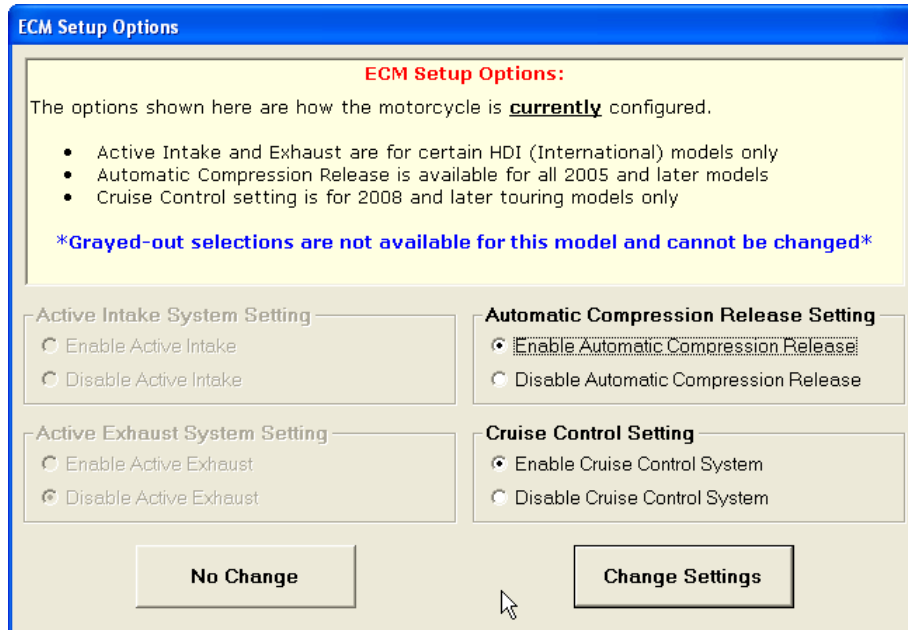 ECM Setup Options
ECM Setup Options:
The options shown here are how the motorcycle is currently configured.
• Active Intake and Exhaust are for certain HDI (International) models only
• Automatic Compression Release is available for all 2005 and later models
• Cruise Control setting is for 2008 and later touring models only
*Grayed-out selections are not available for this model and cannot be changed*
Active Intake System Setting
Enable Active Intake
Disable Active Intake
Automatic Compression Release Setting
Enable Automatic Compression Release
Disable Automatic Compression Release
Active Exhaust System Setting
Enable Active Exhaust
Disable Active Exhaust
Cruise Control Setting
Enable Cruise Control System
Disable Cruise Control System
No Change
Change Settings